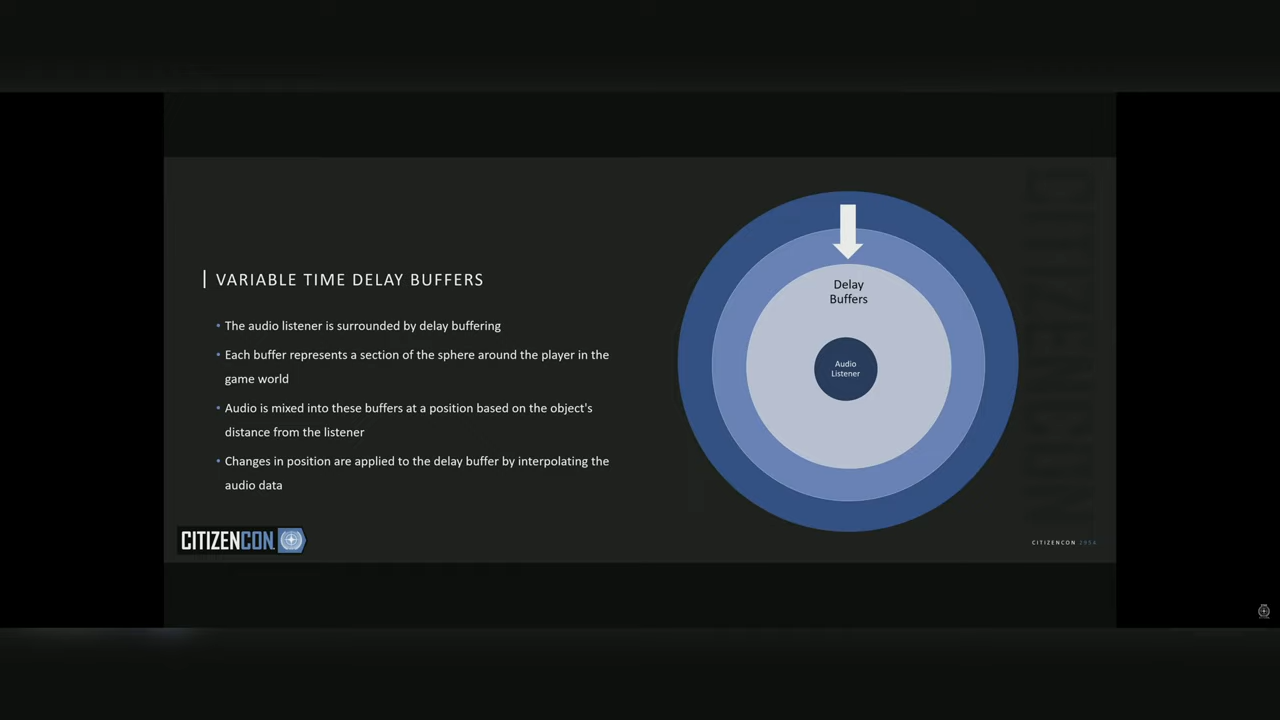 VARIABLE TIME DELAY BUFFERS
• The audio listener is surrounded by delay buffering
• Each buffer represents a section of the sphere around the player in the
game world
• Audio is mixed into these buffers at a position based on the object's
distance from the listener
• Changes in position are applied to the delay buffer by interpolating the
audio data
Delay
Buffers
Audio
Listener
CITIZENCON
CITIZENCON 2954
CITIZENCON